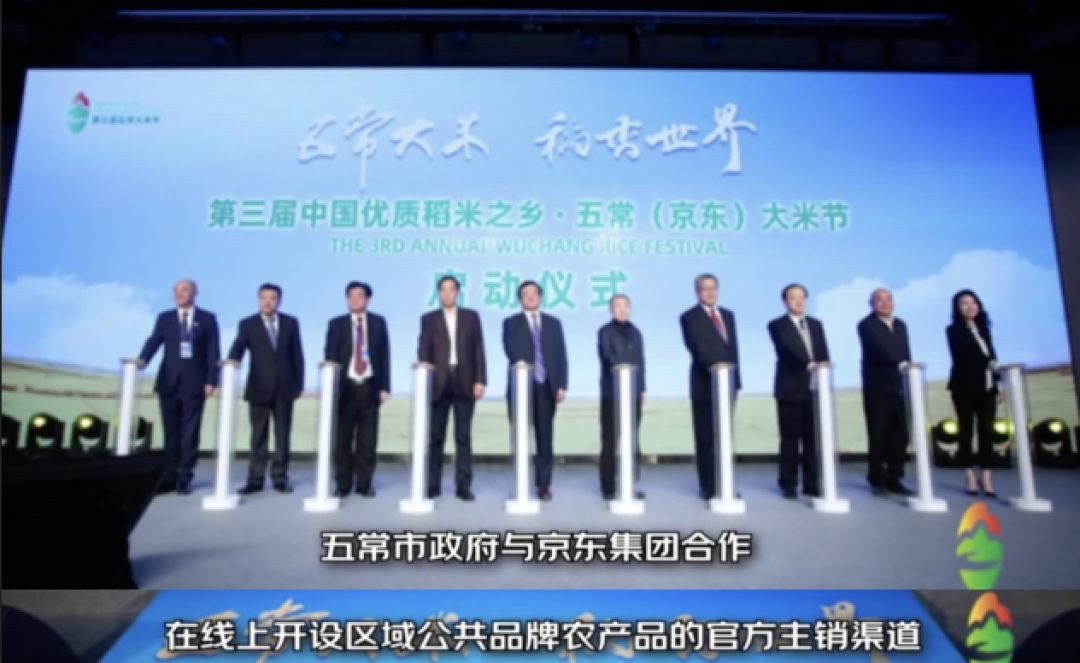 五常大米 稻香世界
第三届中国优质稻米之乡·五常（京东）大米节
THE 3RD ANNUAL WUCHANG RICE FESTIVAL
启动仪式
五常市政府与京东集团合作
在线上开设区域公共品牌农产品的官方主销渠道